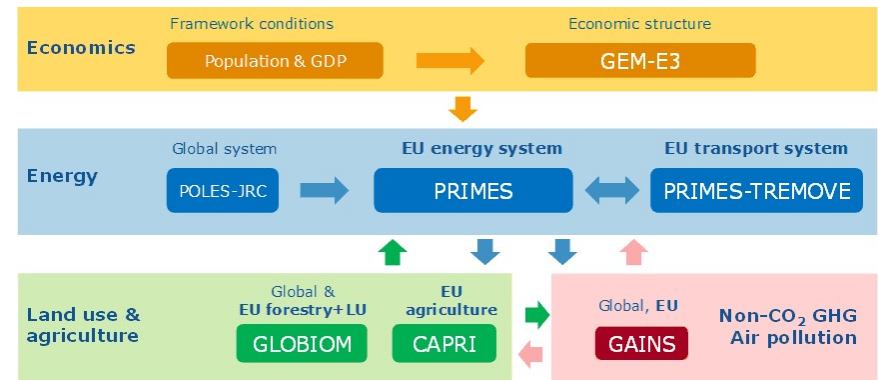 Economics
Framework conditions
Population & GDP
Economic structure
GEM-E3
Energy
Global system
POLES-JRC
EU energy system
PRIMES
EU transport system
PRIMES-TREMOVE
Land use &
agriculture
Global &
EU forestry+LU
GLOBIOM
EU
agriculture
CAPRI
Global, EU
GAINS
Non-CO₂ GHG
Air pollution